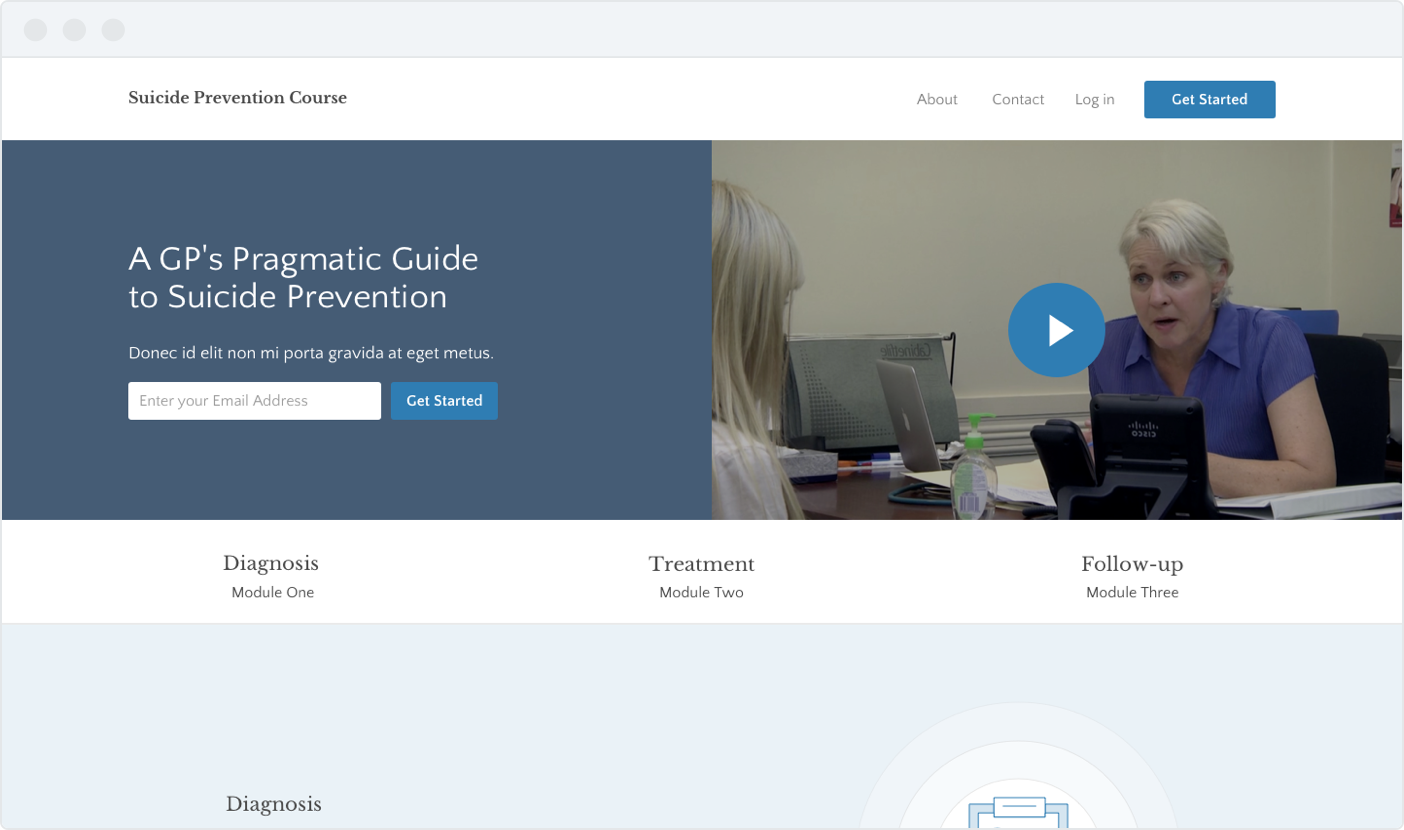 Suicide Prevention Course
About Contact Log in Get Started
A GP's Pragmatic Guide
to Suicide Prevention
Donec id elit non mi porta gravida at eget metus.
Enter your Email Address Get Started
Cabinetfile
CISCO
Diagnosis Treatment Follow-up
Module One Module Two Module Three
Diagnosis